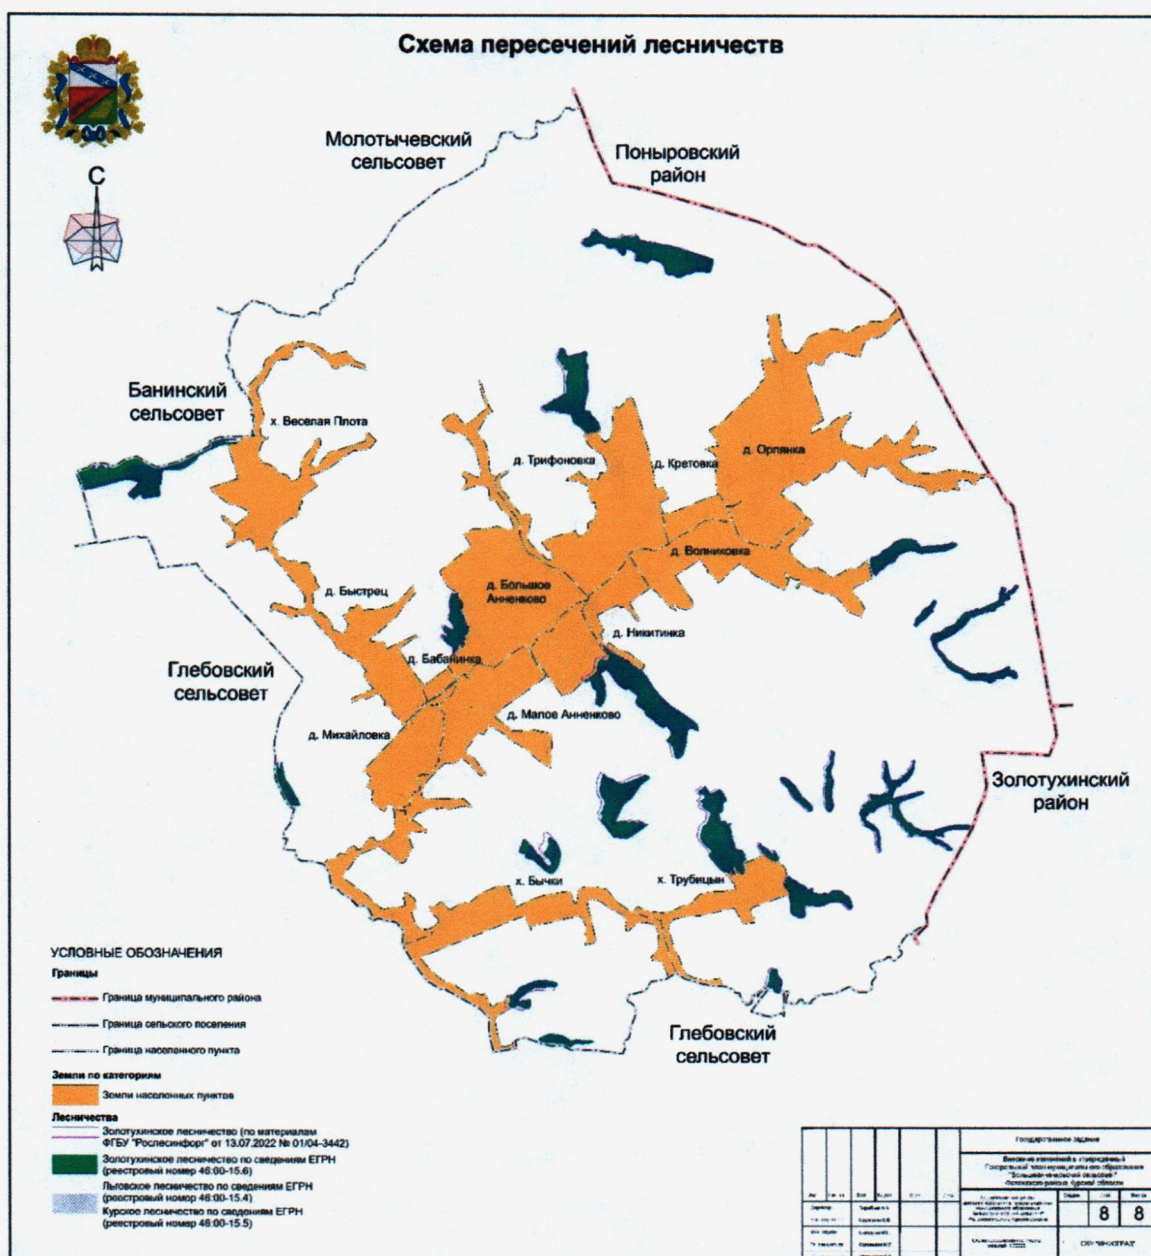 Схема пересечений лесничеств
Молотычевский
сельсовет
Поныровский
район
С
Банинский
сельсовет
х. Веселая Плота
д. Трифоновка
д. Кретовка
д. Орлянка
д. Волниковка
д. Быстрец
д. Большое
Анненково
д. Никитинка
д. Бабанинка
Глебовский
сельсовет
д. Малое Анненково
д. Михайловка
Золотухинский
район
х. Бычки
х. Трубицын
Глебовский
сельсовет
УСЛОВНЫЕ ОБОЗНАЧЕНИЯ
Границы
Граница муниципального района
Граница сельского поселения
Граница населенного пункта
Земли по категориям
Земли населенных пунктов
Лесничества
Золотухинское лесничество (по материалам
ФГБУ "Рослесинфорг" от 13.07.2022 № 01/04-3442)
Золотухинское лесничество по сведениям ЕГРН
(реестровый номер 46:00-15.6)
Льговское лесничество по сведениям ЕГРН
(реестровый номер 46:00-15.4)
Курское лесничество по сведениям ЕГРН
(реестровый номер 46:00-15.5)
Государственное задание
8 8